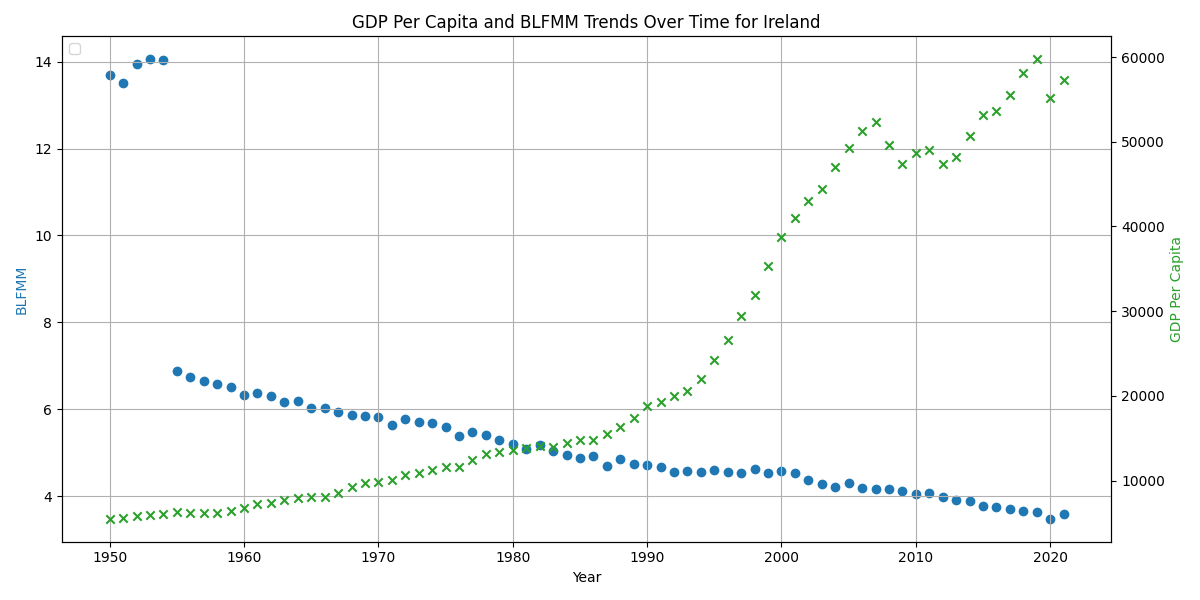 GDP Per Capita and BLFMM Trends Over Time for Ireland
14
12
10
8
6
4
BLFMM
60000
50000
40000
30000
20000
10000
GDP Per Capita
1950 1960 1970 1980 1990 2000 2010 2020
Year